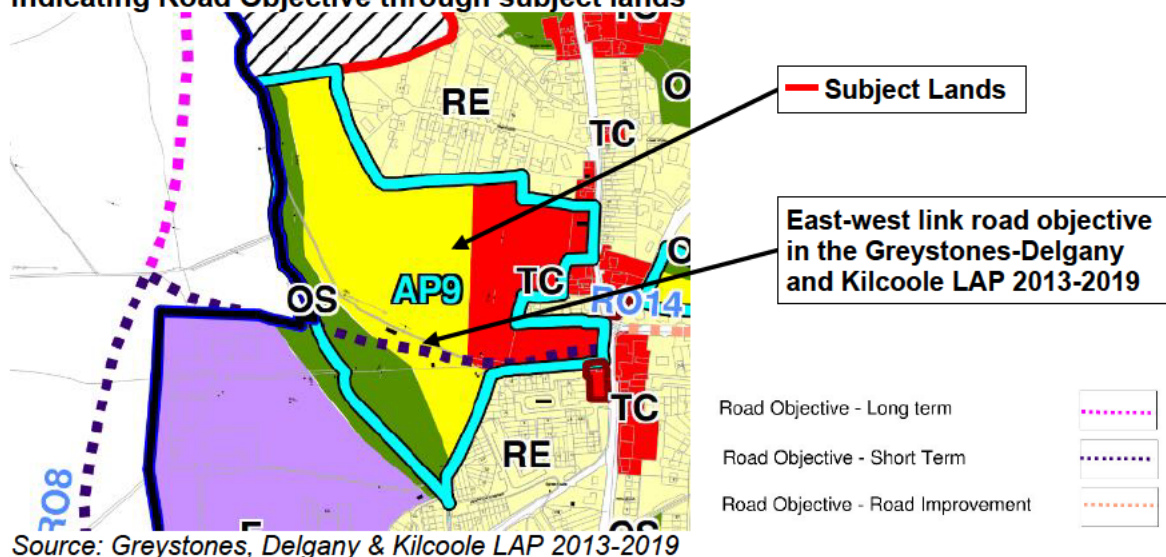 indicating Road Objective through subject lands
TC
O
RE
TC
Subject Lands
East-west link road objective
in the Greystones-Delgany
and Kilcoole LAP 2013-2019
O
TC
AP9
OS
RO14
TC
RE
RO8
E
OS
Road Objective - Long term
Road Objective - Short Term
Road Objective - Road Improvement
Source: Greystones, Delgany & Kilcoole LAP 2013-2019